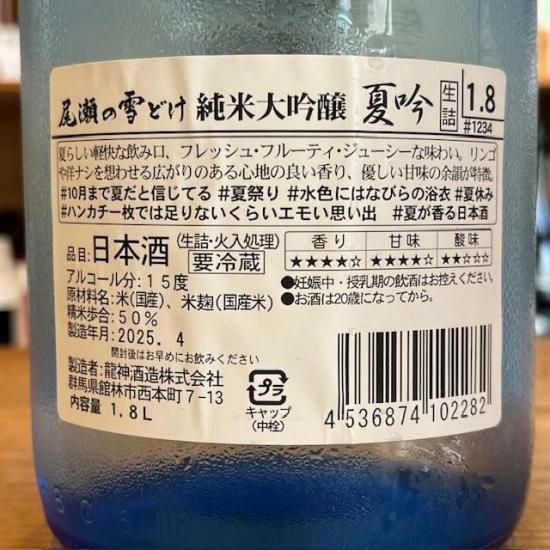 尾瀬の雪どけ 純米大吟醸 夏吟 生詰 1.8 #1234
夏らしい軽快な飲み口、フレッシュ・フルーティ・ジューシーな味わい。リンゴ
や洋ナシを思わせる広がりのある心地の良い香り、優しい甘味の余韻が特徴。
#10月まで夏だと信じてる #夏祭り #水色にはなびらの浴衣 #夏休み
#ハンカチ一枚では足りないくらいエモい思い出 #夏が香る日本酒
品目:日本酒 (生詰・火入処理) 要冷蔵
香り 甘味 酸味
★★★★☆ ★★★★☆ ★★☆☆☆
アルコール分:15度
原材料名:米(国産)、米麹(国産米)
精米歩合:50%
製造年月:2025. 4
開封後はお早めにお飲みください
●妊娠中・授乳期の飲酒はお控えください。
●お酒は20歳になってから。
製造者:龍神酒造株式会社
群馬県館林市西本町7-13
内容量:1.8L
プラ
キャップ
(中栓)
4 536874 102282